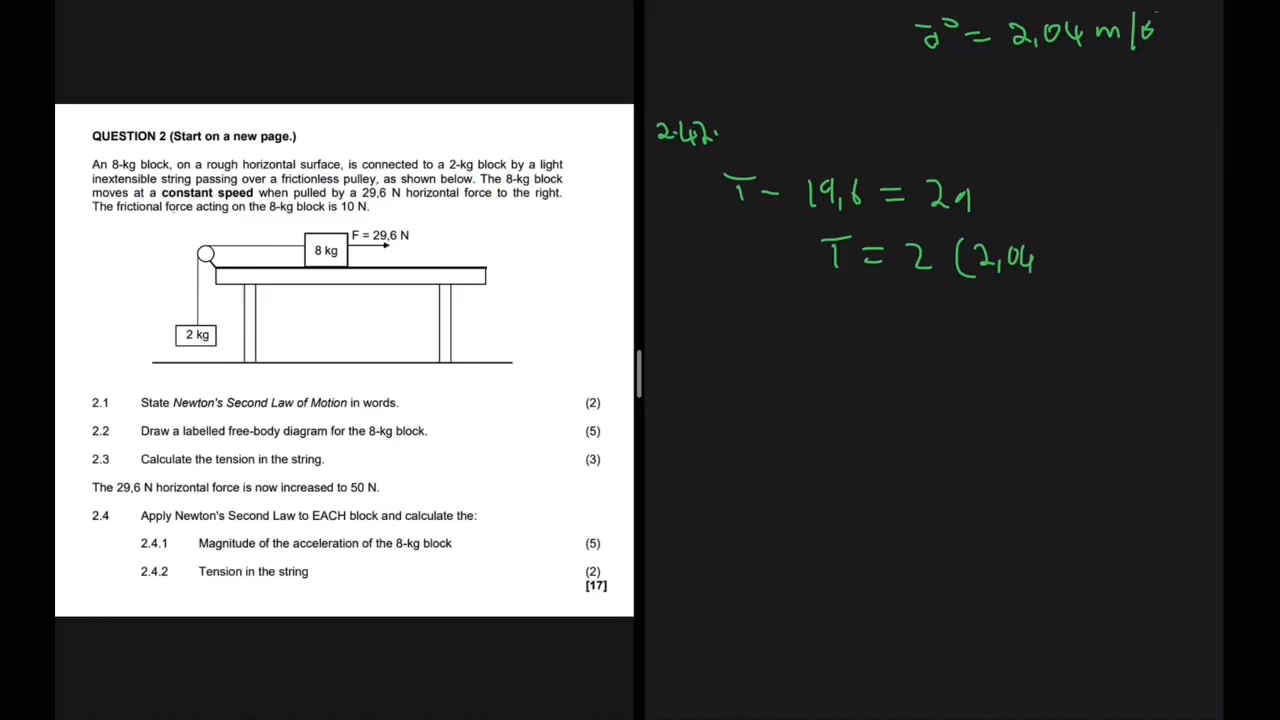 QUESTION 2 (Start on a new page.)
An 8-kg block, on a rough horizontal surface, is connected to a 2-kg block by a light
inextensible string passing over a frictionless pulley, as shown below. The 8-kg block
moves at a constant speed when pulled by a 29,6 N horizontal force to the right.
The frictional force acting on the 8-kg block is 10 N.
F = 29,6 N
8 kg
2 kg
2.1 State Newton's Second Law of Motion in words. (2)
2.2 Draw a labelled free-body diagram for the 8-kg block. (5)
2.3 Calculate the tension in the string. (3)
The 29,6 N horizontal force is now increased to 50 N.
2.4 Apply Newton's Second Law to EACH block and calculate the:
2.4.1 Magnitude of the acceleration of the 8-kg block (5)
2.4.2 Tension in the string (2)
[17]
= 2,04 m/
2.42.
T - 19,6 = 2a
T = 2 (2,04